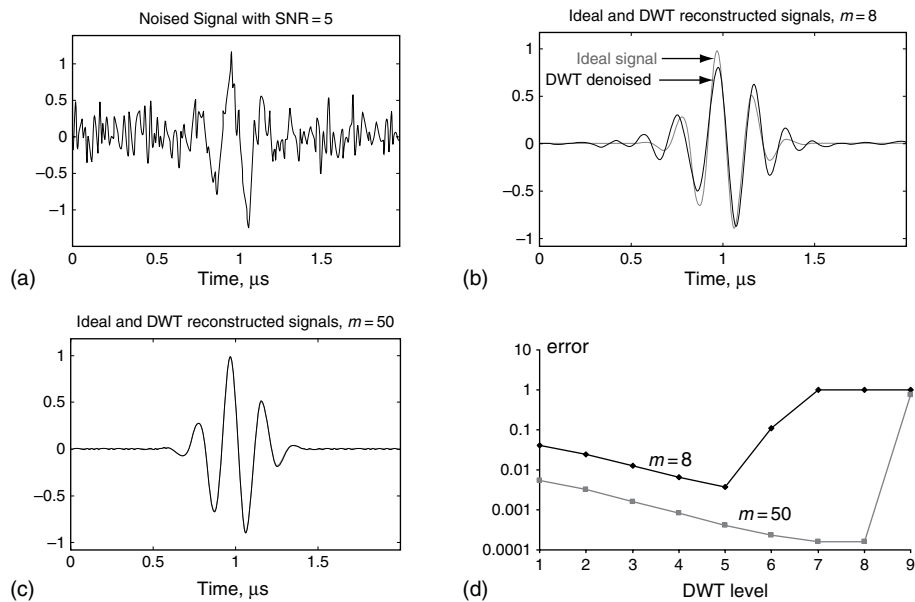 Noised Signal with SNR = 5
1
0.5
0
−0.5
−1
0
0.5
1
1.5
Time, μs
(a)
Ideal and DWT reconstructed signals, m = 8
Ideal signal
DWT denoised
1
0.5
0
−0.5
−1
0
0.5
1
1.5
Time, μs
(b)
Ideal and DWT reconstructed signals, m = 50
1
0.5
0
−0.5
−1
0
0.5
1
1.5
Time, μs
(c)
error
10
1
0.1
0.01
0.001
0.0001
m = 8
m = 50
1 2 3 4 5 6 7 8 9
DWT level
(d)